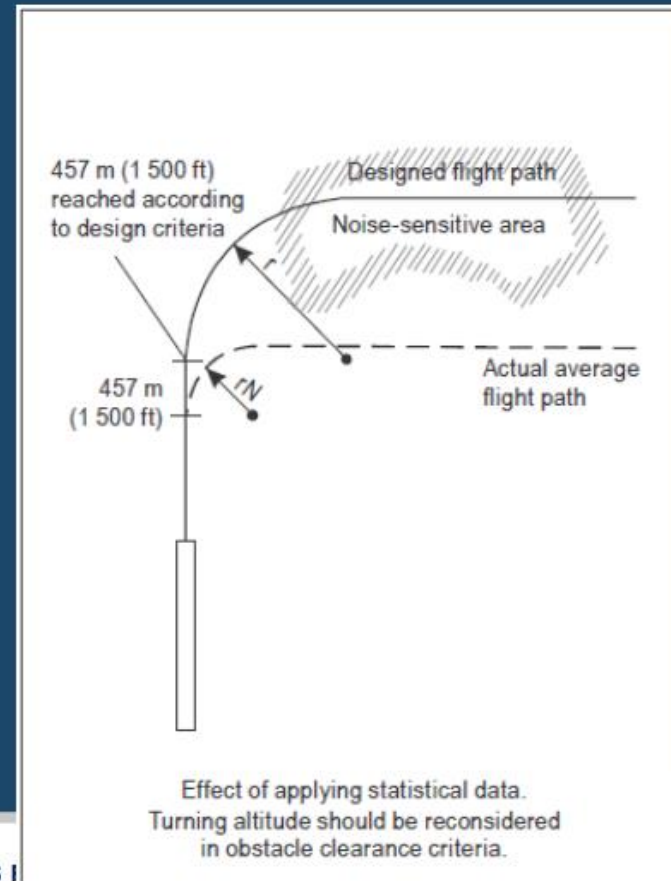 457 m (1 500 ft)
reached according
to design criteria
Designed flight path
Noise-sensitive area
r
Actual average
flight path
457 m
(1 500 ft)
rN
Effect of applying statistical data.
Turning altitude should be reconsidered
in obstacle clearance criteria.